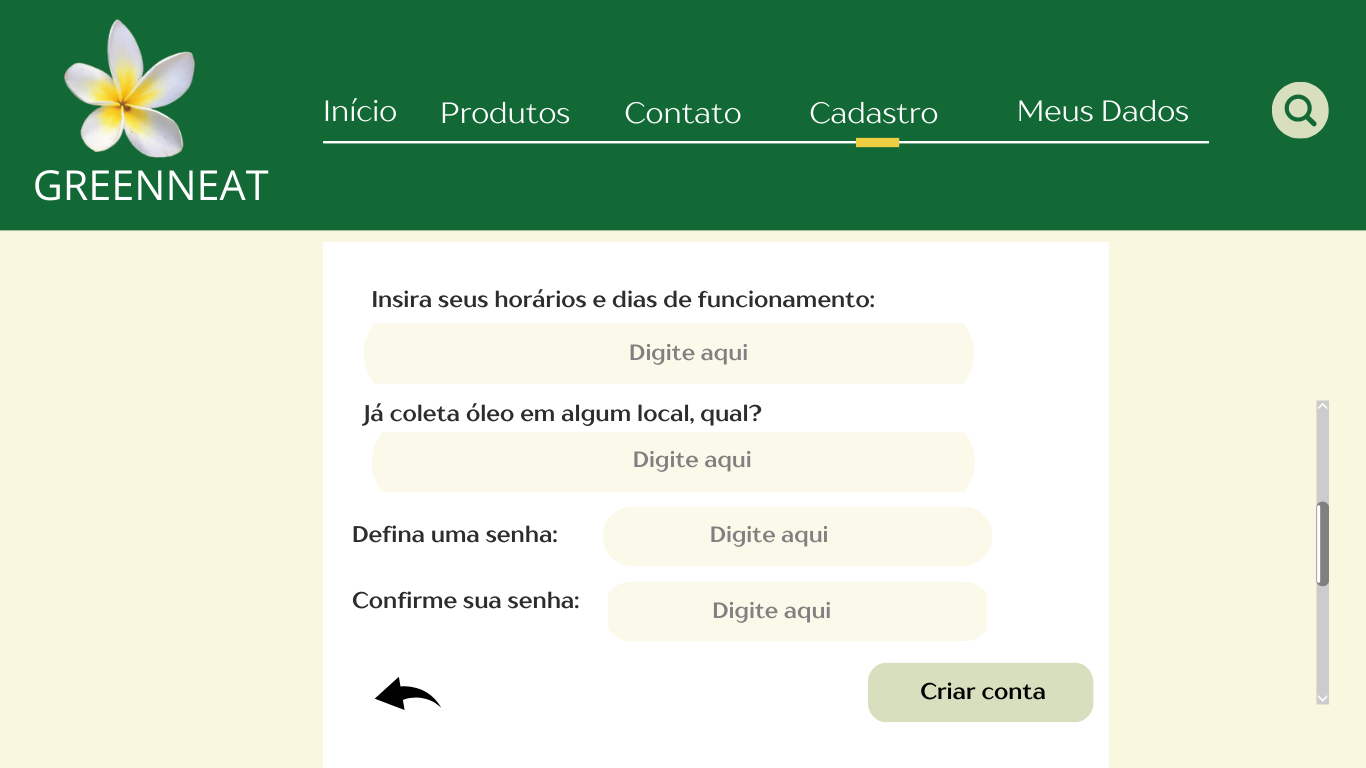 Início Produtos Contato Cadastro Meus Dados
GREENNEAT
Insira seus horários e dias de funcionamento:
Digite aqui
Já coleta óleo em algum local, qual?
Digite aqui
Defina uma senha: Digite aqui
Confirme sua senha: Digite aqui
Criar conta